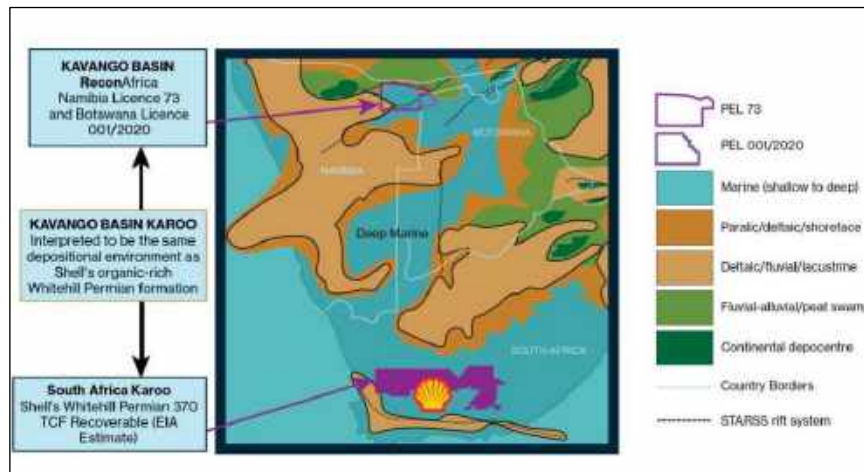 KAVANGO BASIN
ReconAfrica
Namibia Licence 73
and Botswana Licence
001/2020
KAVANGO BASIN KAROO
Interpreted to be the same
depositional environment as
Shell's organic-rich
Whitehill Permian formation
South Africa Karoo
Shell's Whitehill Permian 370
TCF Recoverable (EIA
Estimate)
BOTSWANA
NAMIBIA
Deep Marine
SOUTH AFRICA
PEL 73
PEL 001/2020
Marine (shallow to deep)
Paralic/deltaic/shoreface
Deltaic/fluvial/lacustrine
Fluvial-alluvial/peat swamp
Continental depocentre
Country Borders
STARSS rift system